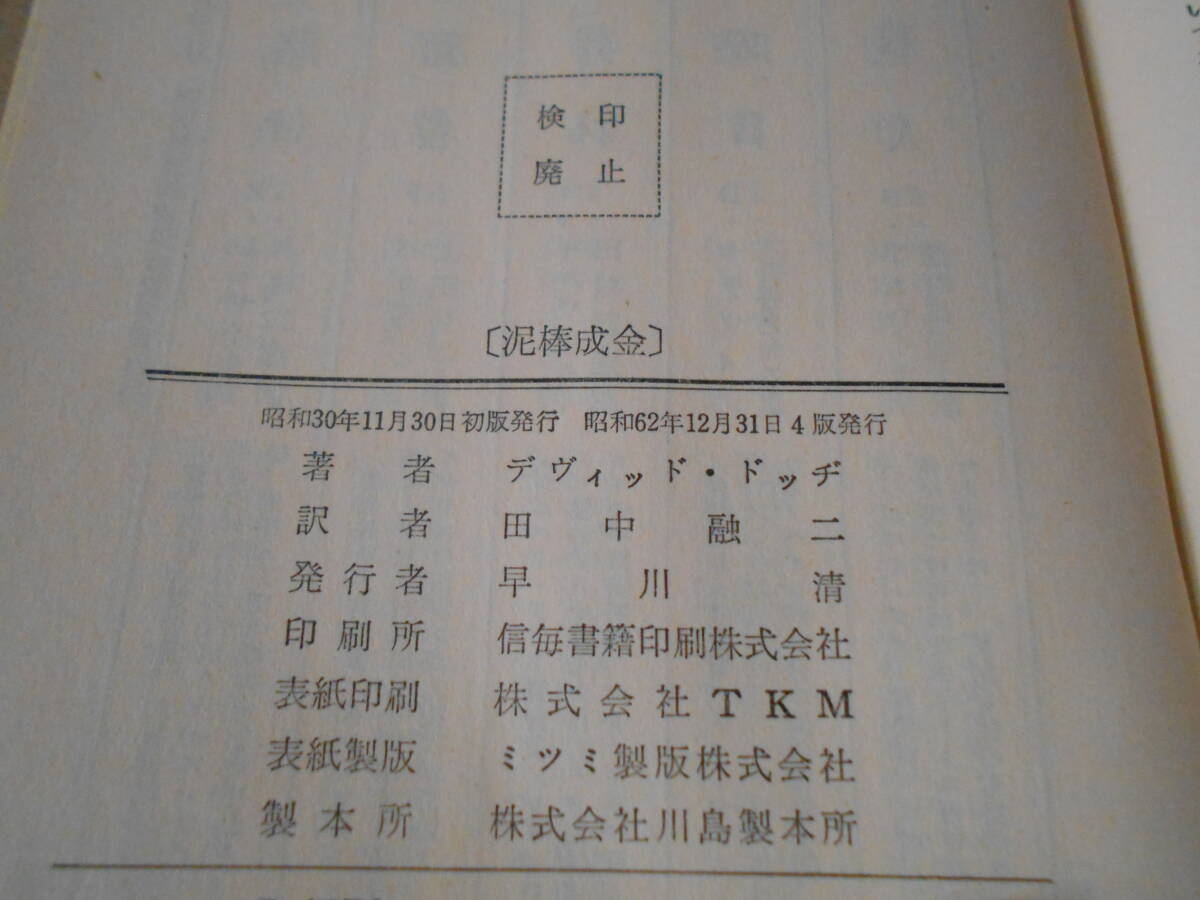 検印
廃止
〔泥棒成金〕
昭和30年11月30日初版発行 昭和62年12月31日4版発行
著者 デヴィッド・ドッヂ
訳者 田中融二
発行者 早川清
印刷所 信毎書籍印刷株式会社
表紙印刷 株式会社TKM
表紙製版 ミツミ製版株式会社
製本所 株式会社川島製本所